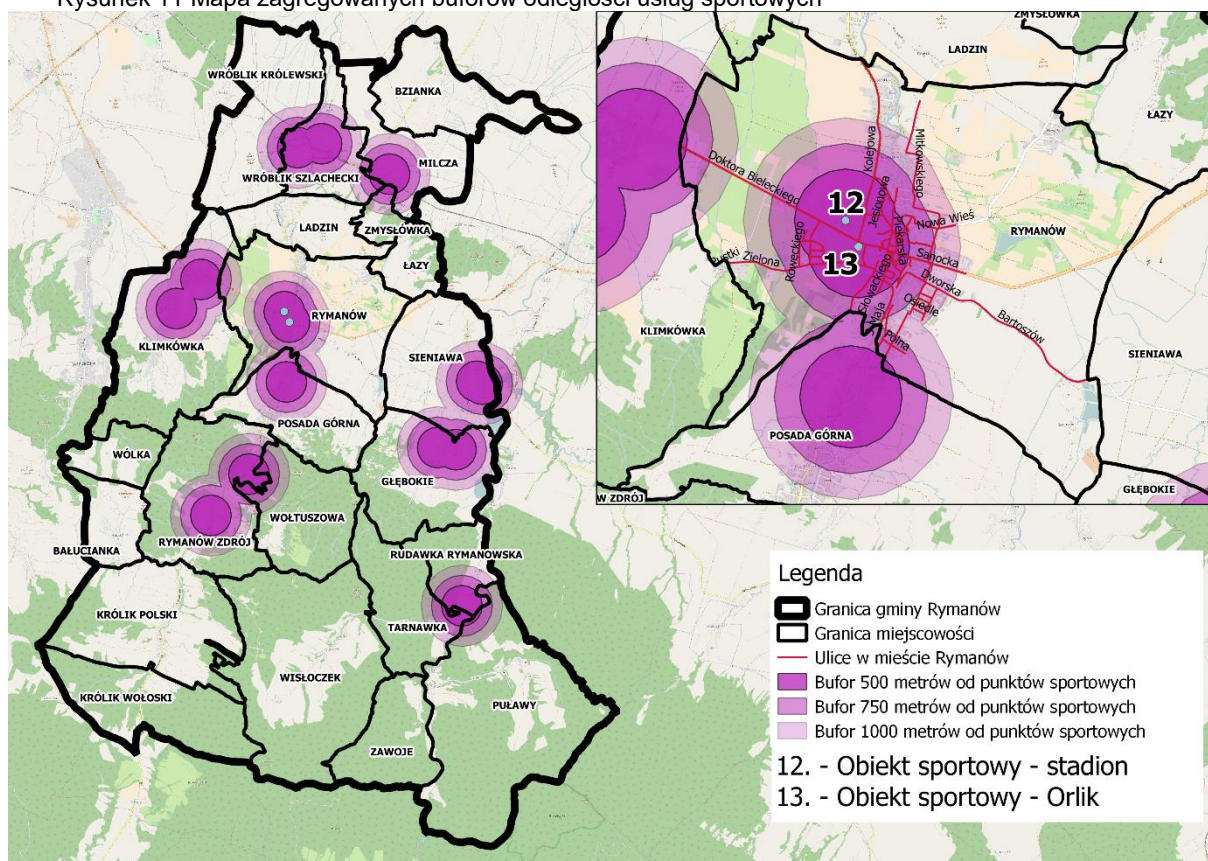 Rysunek 11 Mapa zagregowanych buforów odległości usług sportowych
WRÓBLIK KRÓLEWSKI
BZIANKA
MILCZA
WRÓBLIK SZLACHECKI
LADZIN
ZMYSŁÓWKA
ŁAZY
RYMANÓW
KLIMKÓWKA
SIENIAWA
POSADA GÓRNA
WÓLKA
GŁĘBOKIE
WOŁTUSZOWA
RYMANÓW ZDRÓJ
BAŁUCIANKA
RUDAWKA RYMANOWSKA
KRÓLIK POLSKI
TARNAWKA
WISŁOCZEK
KRÓLIK WOŁOSKI
PUŁAWY
ZAWOJE
ZMYSŁÓWKA
LADZIN
ŁAZY
Kolejowa
Mitkowskiego
Doktora Bieleckiego
12
Jesionowa
Nowa Wieś
RYMANÓW
Piekarska
Roweckiego
Pustki
Zielona
13
Sanocka
Słowackiego
Dworska
Osiedle
Maja
Bartoszów
Polna
KLIMKÓWKA
SIENIAWA
POSADA GÓRNA
GŁĘBOKIE
W ZDRÓJ
Legenda
Granica gminy Rymanów
Granica miejscowości
Ulice w mieście Rymanów
Bufor 500 metrów od punktów sportowych
Bufor 750 metrów od punktów sportowych
Bufor 1000 metrów od punktów sportowych
12. - Obiekt sportowy - stadion
13. - Obiekt sportowy - Orlik